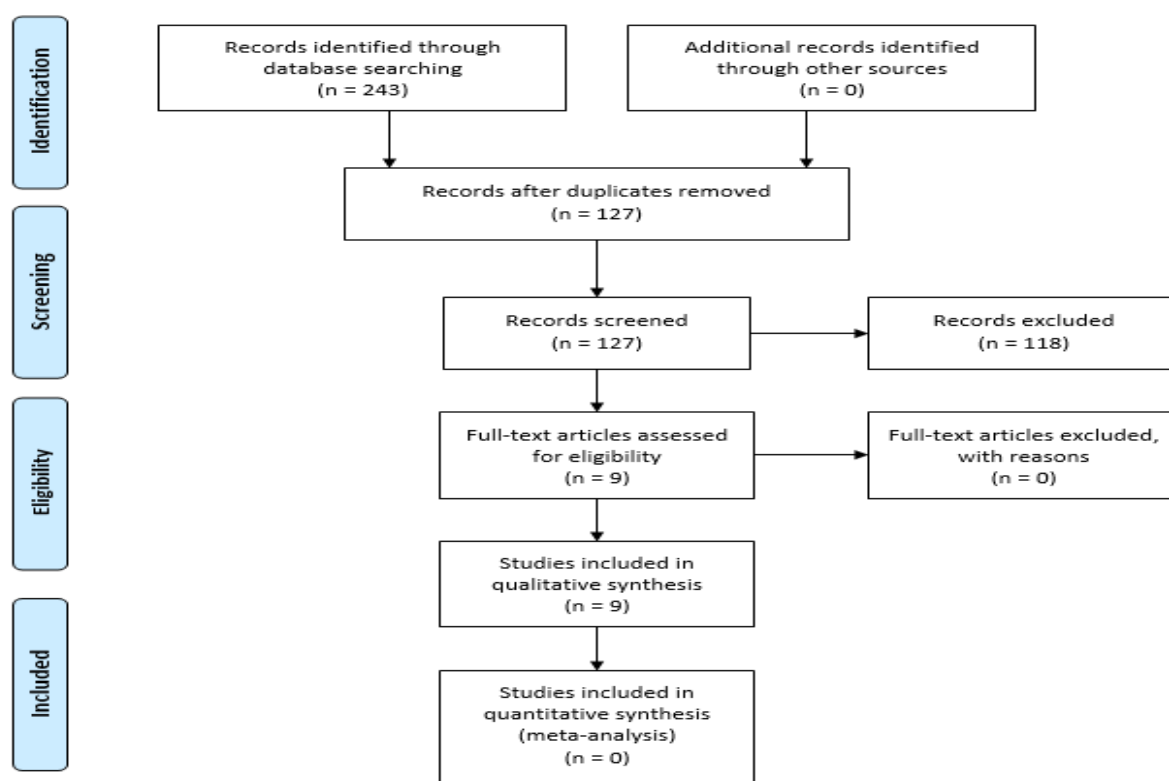 Identification
Records identified through
database searching
(n = 243)
Additional records identified
through other sources
(n = 0)
Records after duplicates removed
(n = 127)
Screening
Records screened
(n = 127)
Records excluded
(n = 118)
Eligibility
Full-text articles assessed
for eligibility
(n = 9)
Full-text articles excluded,
with reasons
(n = 0)
Studies included in
qualitative synthesis
(n = 9)
Included
Studies included in
quantitative synthesis
(meta-analysis)
(n = 0)